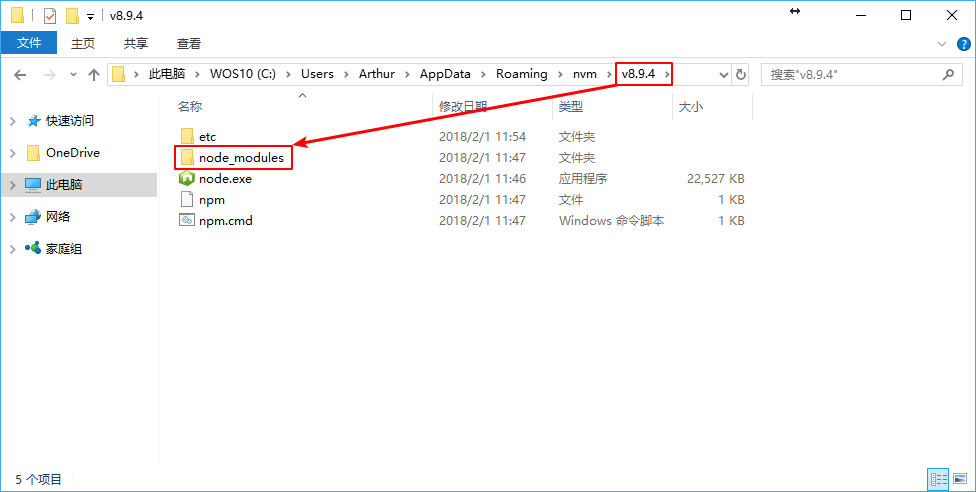 v8.9.4
文件 主页 共享 查看
此电脑 WOS10 (C:) Users Arthur AppData Roaming nvm v8.9.4 搜索"v8.9.4"
名称 修改日期 类型 大小
快速访问
OneDrive
此电脑
网络
家庭组
etc 2018/2/1 11:54 文件夹
node_modules 2018/2/1 11:47 文件夹
node.exe 2018/2/1 11:46 应用程序 22,527 KB
npm 2018/2/1 11:47 文件 1 KB
npm.cmd 2018/2/1 11:47 Windows 命令脚本 1 KB
5 个项目